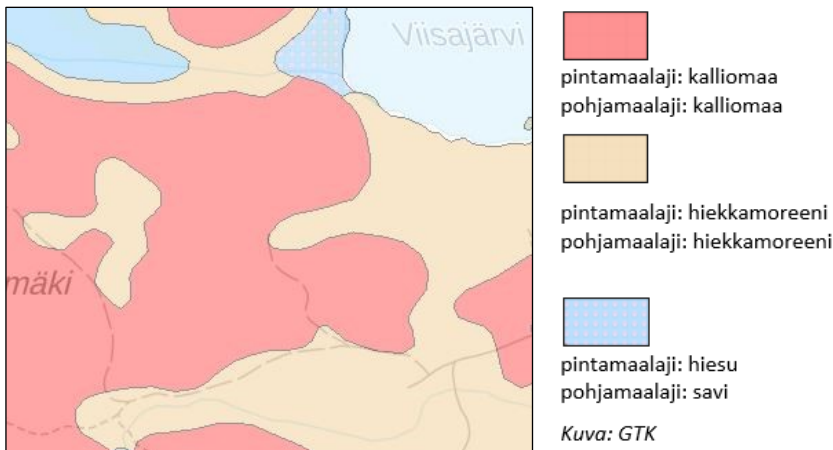 Viisajärvi
mäki
pintamaalaji: kalliomaa
pohjamaalaji: kalliomaa
pintamaalaji: hiekkamoreeni
pohjamaalaji: hiekkamoreeni
pintamaalaji: hiesu
pohjamaalaji: savi
Kuva: GTK